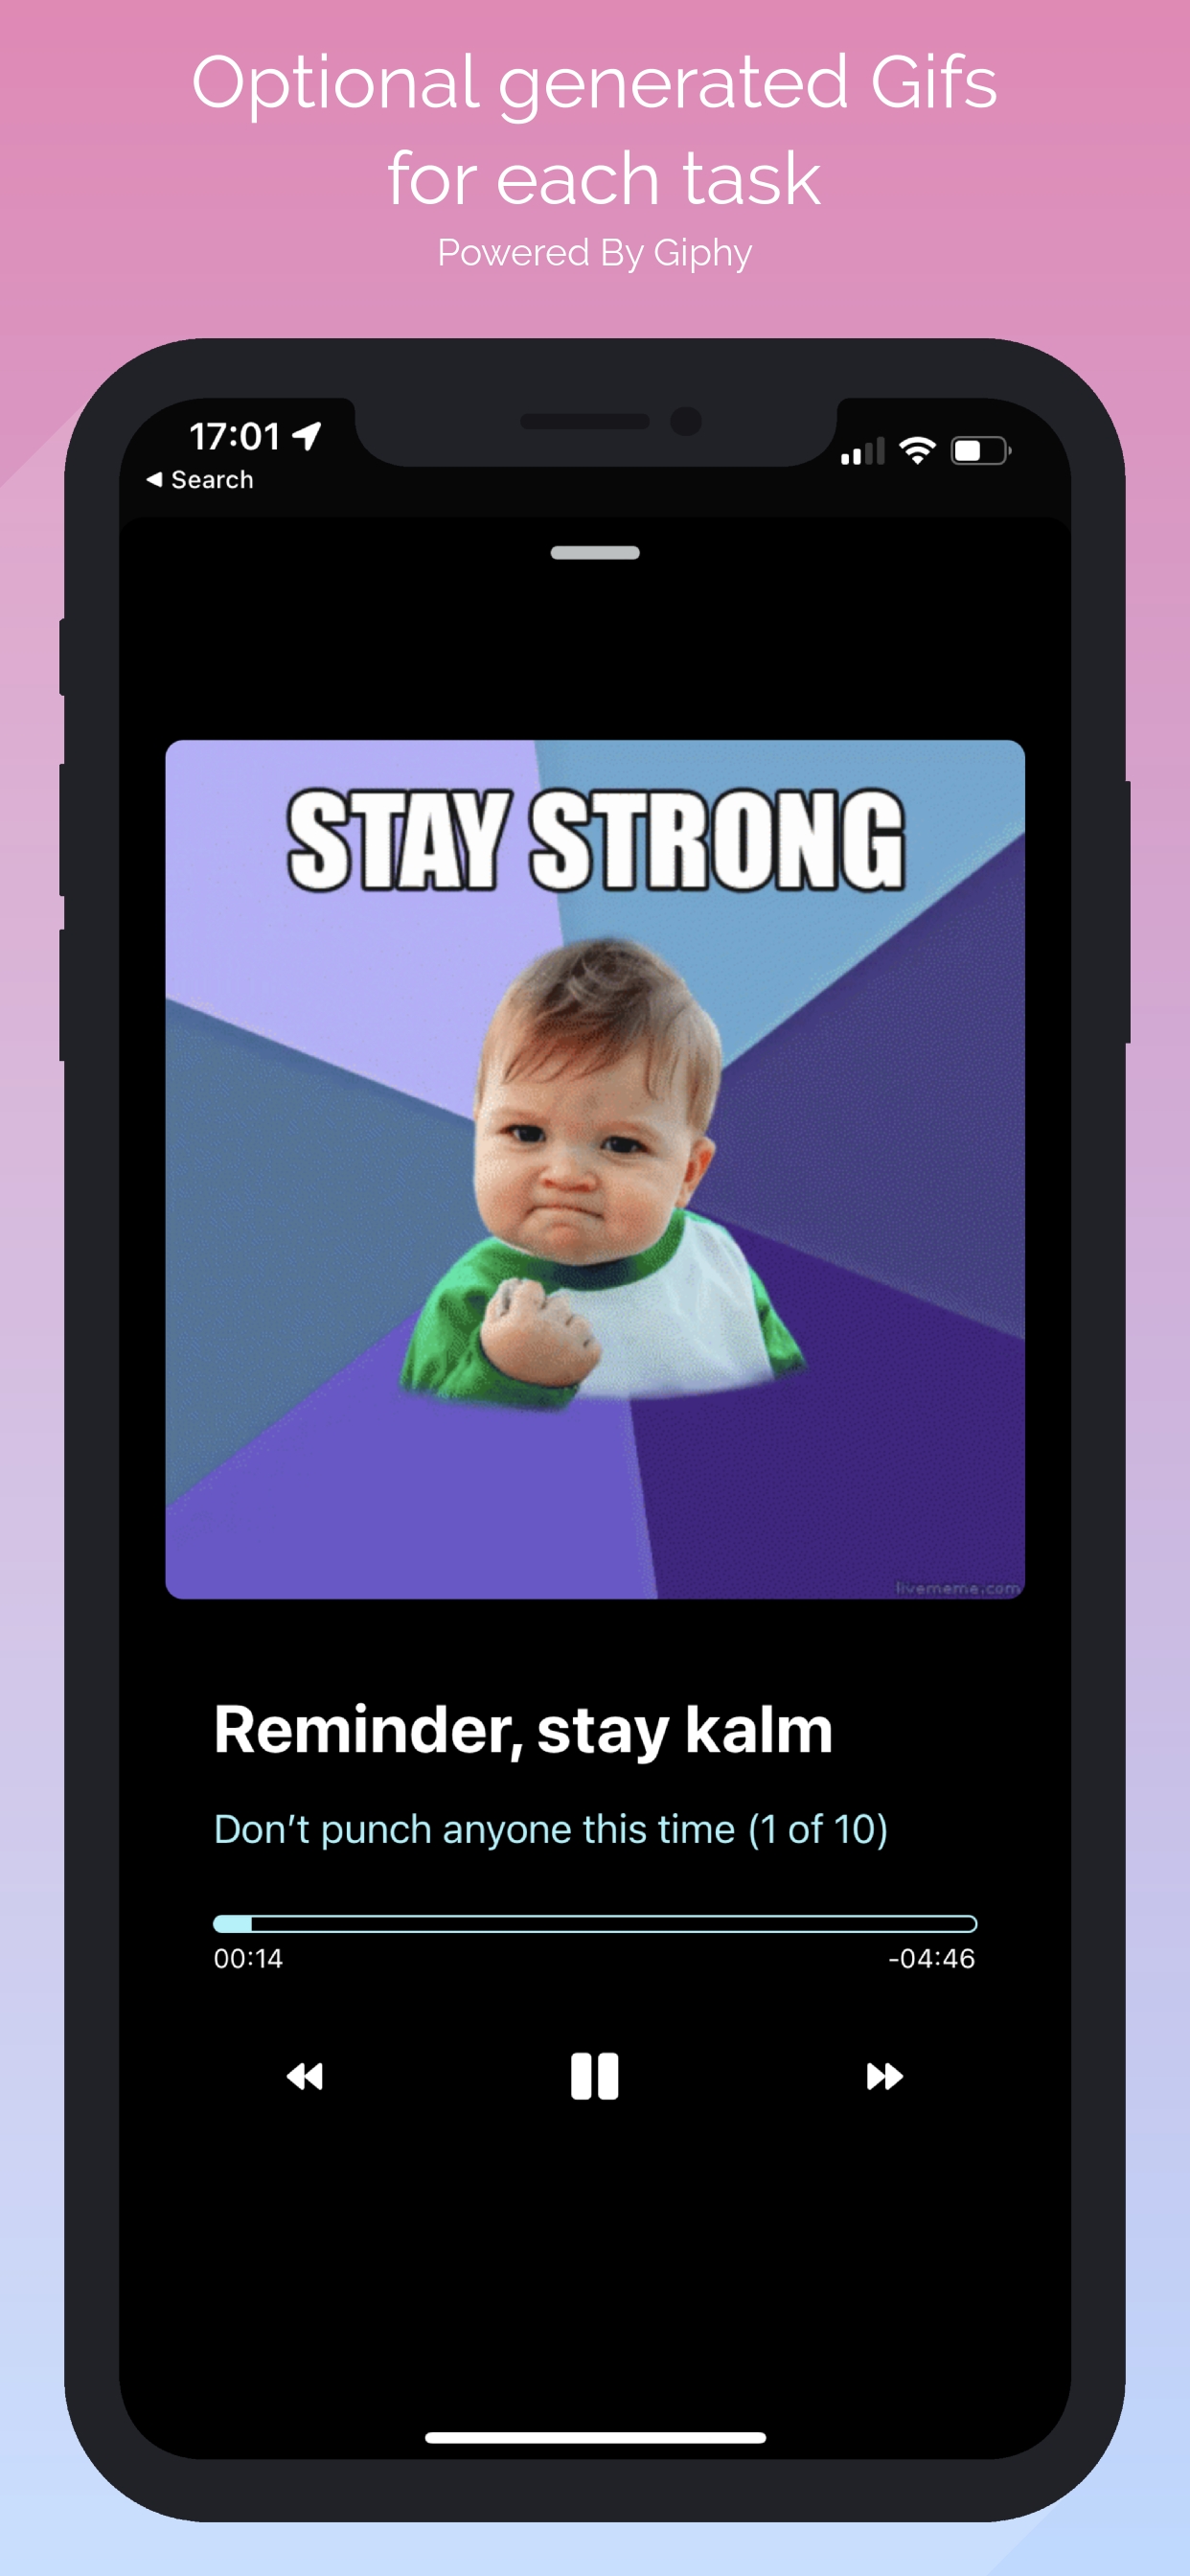 Optional generated Gifs
for each task
Powered By Giphy
17:01
◀ Search
STAY STRONG
livememe.com
Reminder, stay kalm
Don’t punch anyone this time (1 of 10)
00:14 -04:46